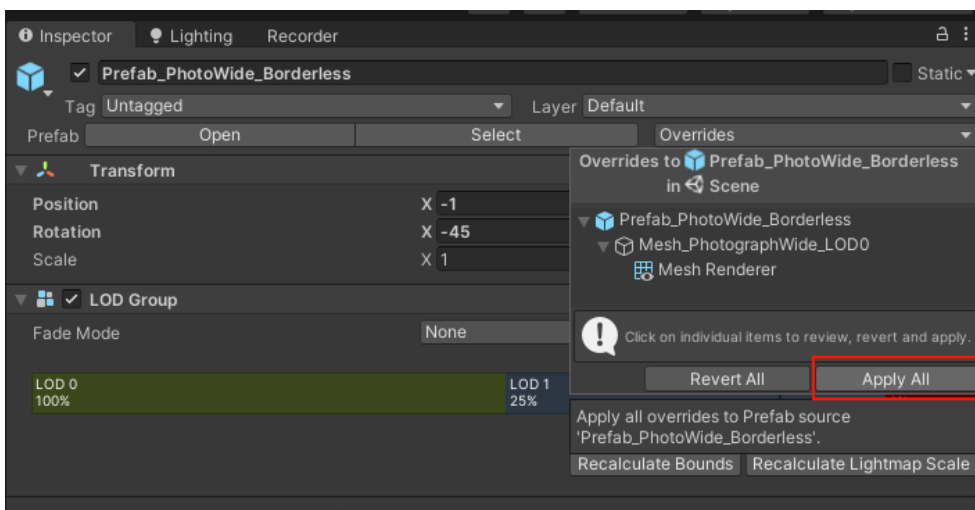 Inspector Lighting Recorder
Prefab_PhotoWide_Borderless Static
Tag Untagged Layer Default
Prefab Open Select Overrides
Transform
Position X -1
Rotation X -45
Scale X 1
LOD Group
Fade Mode None
LOD 0
100%
LOD 1
25%
Overrides to Prefab_PhotoWide_Borderless
in Scene
Prefab_PhotoWide_Borderless
Mesh_PhotographWide_LOD0
Mesh Renderer
Click on individual items to review, revert and apply.
Revert All Apply All
Apply all overrides to Prefab source
'Prefab_PhotoWide_Borderless'.
Recalculate Bounds Recalculate Lightmap Scale